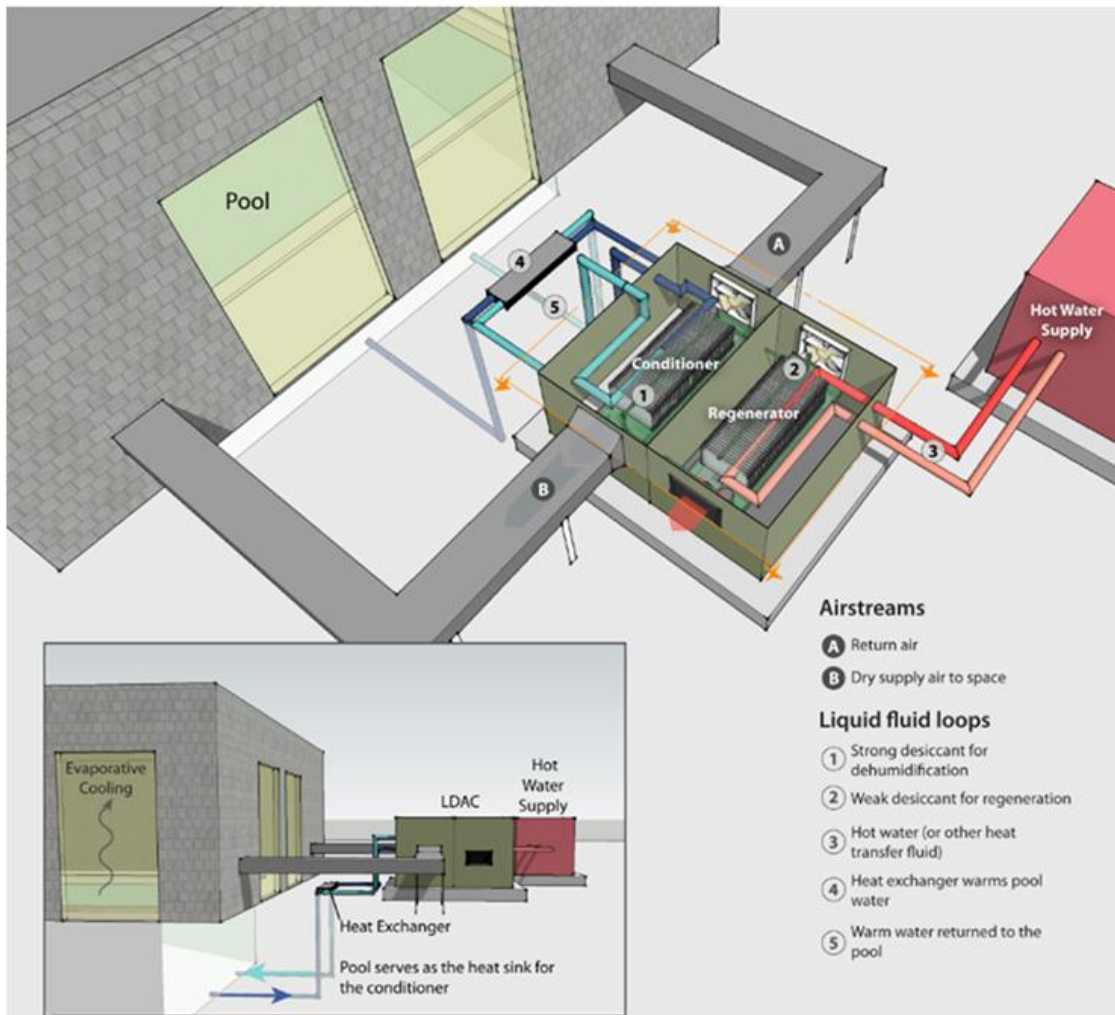 Pool
4
5
A
Hot Water
Supply
Conditioner
1
2
Regenerator
3
B
Airstreams
A Return air
B Dry supply air to space
Liquid fluid loops
1 Strong desiccant for
dehumidification
2 Weak desiccant for regeneration
3 Hot water (or other heat
transfer fluid)
4 Heat exchanger warms pool
water
5 Warm water returned to the
pool
Evaporative
Cooling
LDAC
Hot
Water
Supply
Heat Exchanger
Pool serves as the heat sink for
the conditioner